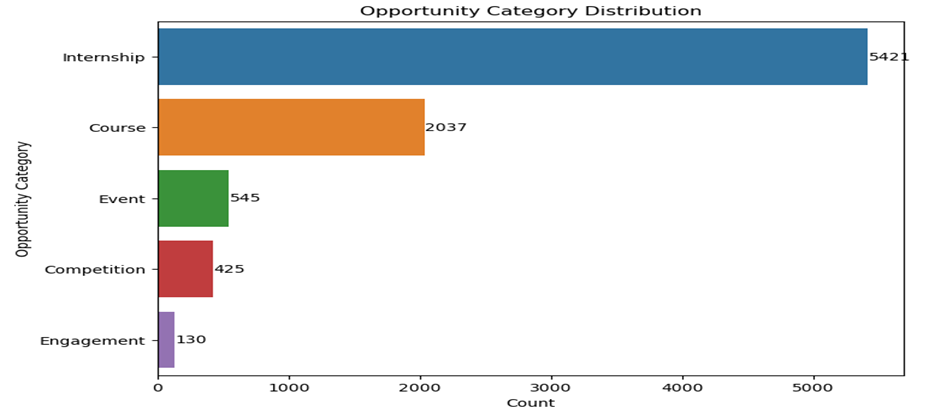 Opportunity Category Distribution
Opportunity Category
Internship 5421
Course 2037
Event 545
Competition 425
Engagement 130
0 1000 2000 3000 4000 5000
Count